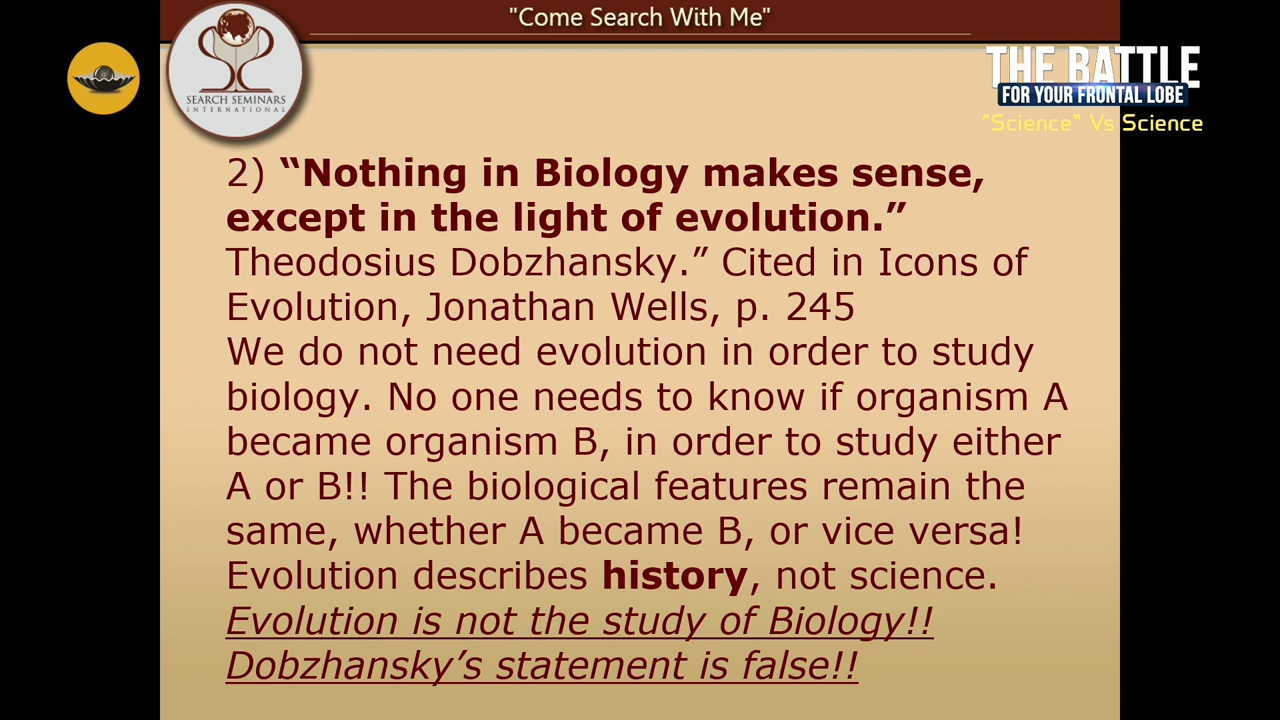 "Come Search With Me"
SEARCH SEMINARS
INTERNATIONAL
THE BATTLE
FOR YOUR FRONTAL LOBE
"Science" Vs Science
2) “Nothing in Biology makes sense,
except in the light of evolution.”
Theodosius Dobzhansky.” Cited in Icons of
Evolution, Jonathan Wells, p. 245
We do not need evolution in order to study
biology. No one needs to know if organism A
became organism B, in order to study either
A or B!! The biological features remain the
same, whether A became B, or vice versa!
Evolution describes history, not science.
Evolution is not the study of Biology!!
Dobzhansky’s statement is false!!